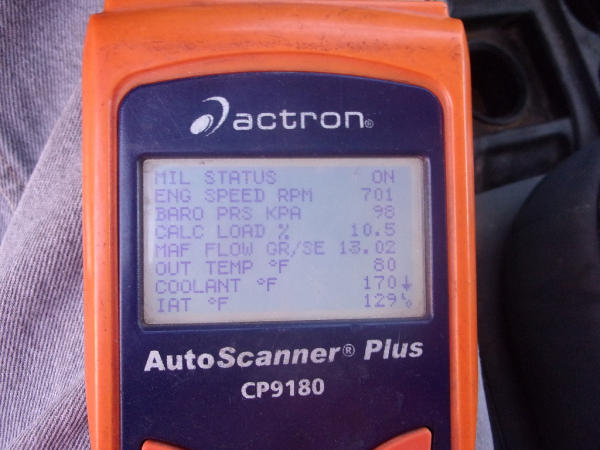 actron®
MIL STATUS ON
ENG SPEED RPM 701
BARO PRS KPA 98
CALC LOAD % 10.5
MAF FLOW GR/SE 13.02
OUT TEMP °F 80
COOLANT °F 170
IAT °F 129
AutoScanner® Plus
CP9180